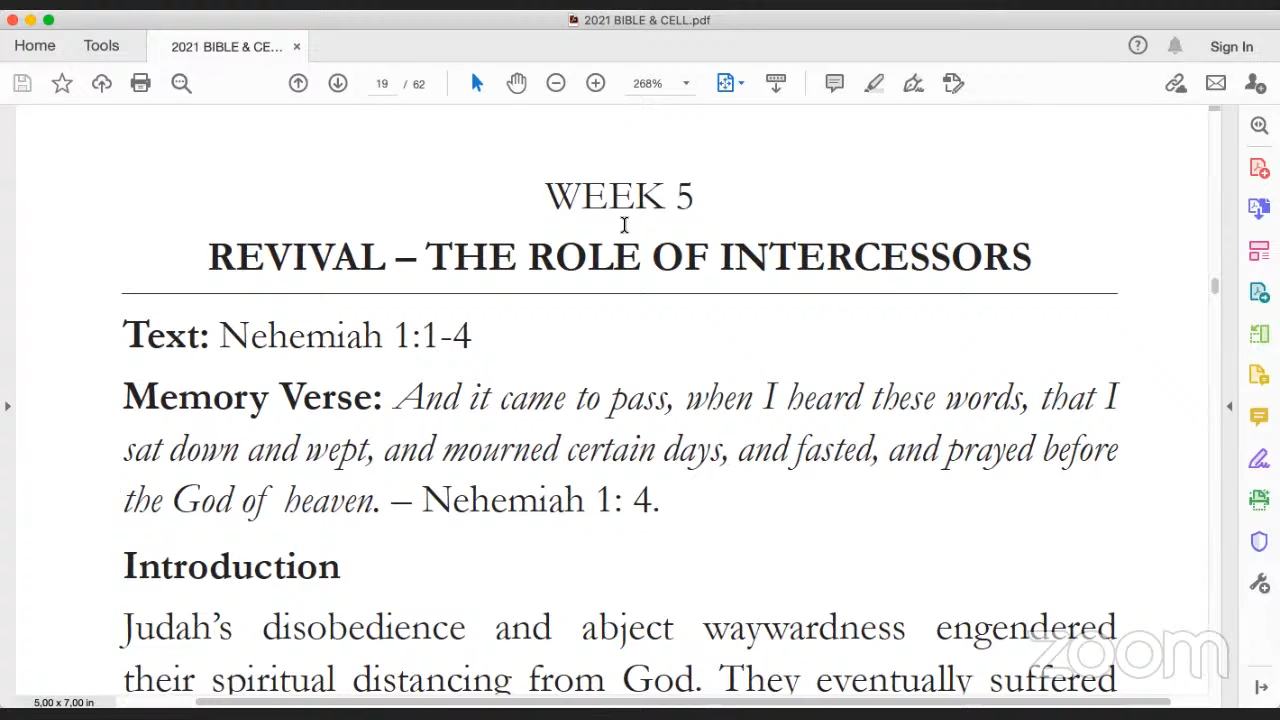 2021 BIBLE & CELL.pdf
Home Tools 2021 BIBLE & CE... × Sign In
19 / 62 268%
WEEK 5
REVIVAL – THE ROLE OF INTERCESSORS
Text: Nehemiah 1:1-4
Memory Verse: And it came to pass, when I heard these words, that I
sat down and wept, and mourned certain days, and fasted, and prayed before
the God of heaven. – Nehemiah 1: 4.
Introduction
Judah's disobedience and abject waywardness engendered
their spiritual distancing from God. They eventually suffered
zoom
5,00 x 7,00 in